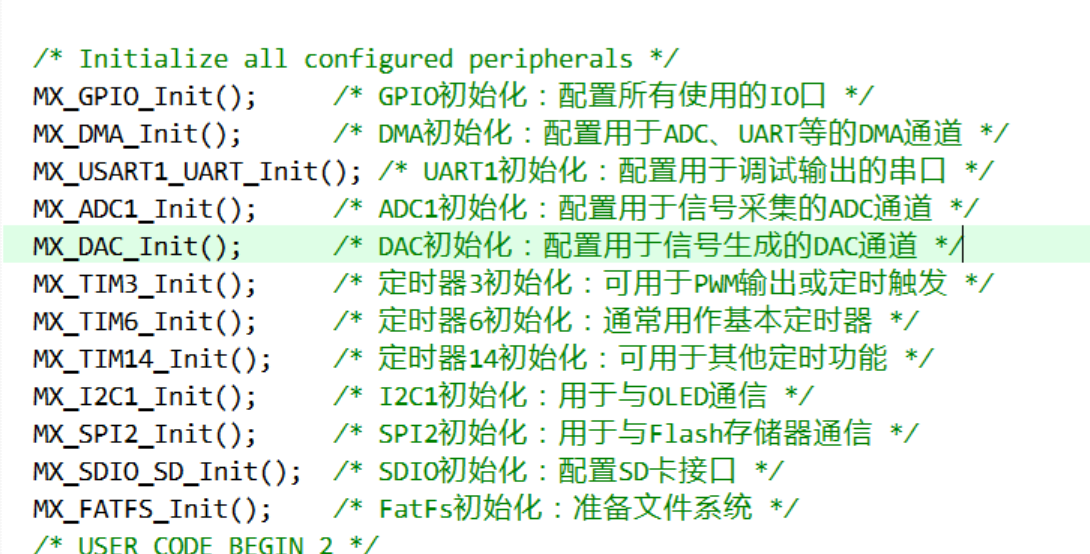 /* Initialize all configured peripherals */
MX_GPIO_Init();     /* GPIO初始化：配置所有使用的IO口 */
MX_DMA_Init();      /* DMA初始化：配置用于ADC、UART等的DMA通道 */
MX_USART1_UART_Init(); /* UART1初始化：配置用于调试输出的串口 */
MX_ADC1_Init();     /* ADC1初始化：配置用于信号采集的ADC通道 */
MX_DAC_Init();      /* DAC初始化：配置用于信号生成的DAC通道 */
MX_TIM3_Init();     /* 定时器3初始化：可用于PWM输出或定时触发 */
MX_TIM6_Init();     /* 定时器6初始化：通常用作基本定时器 */
MX_TIM14_Init();    /* 定时器14初始化：可用于其他定时功能 */
MX_I2C1_Init();     /* I2C1初始化：用于与OLED通信 */
MX_SPI2_Init();     /* SPI2初始化：用于与Flash存储器通信 */
MX_SDIO_SD_Init();  /* SDIO初始化：配置SD卡接口 */
MX_FATFS_Init();    /* FatFs初始化：准备文件系统 */
/* USER CODE BEGIN 2 */